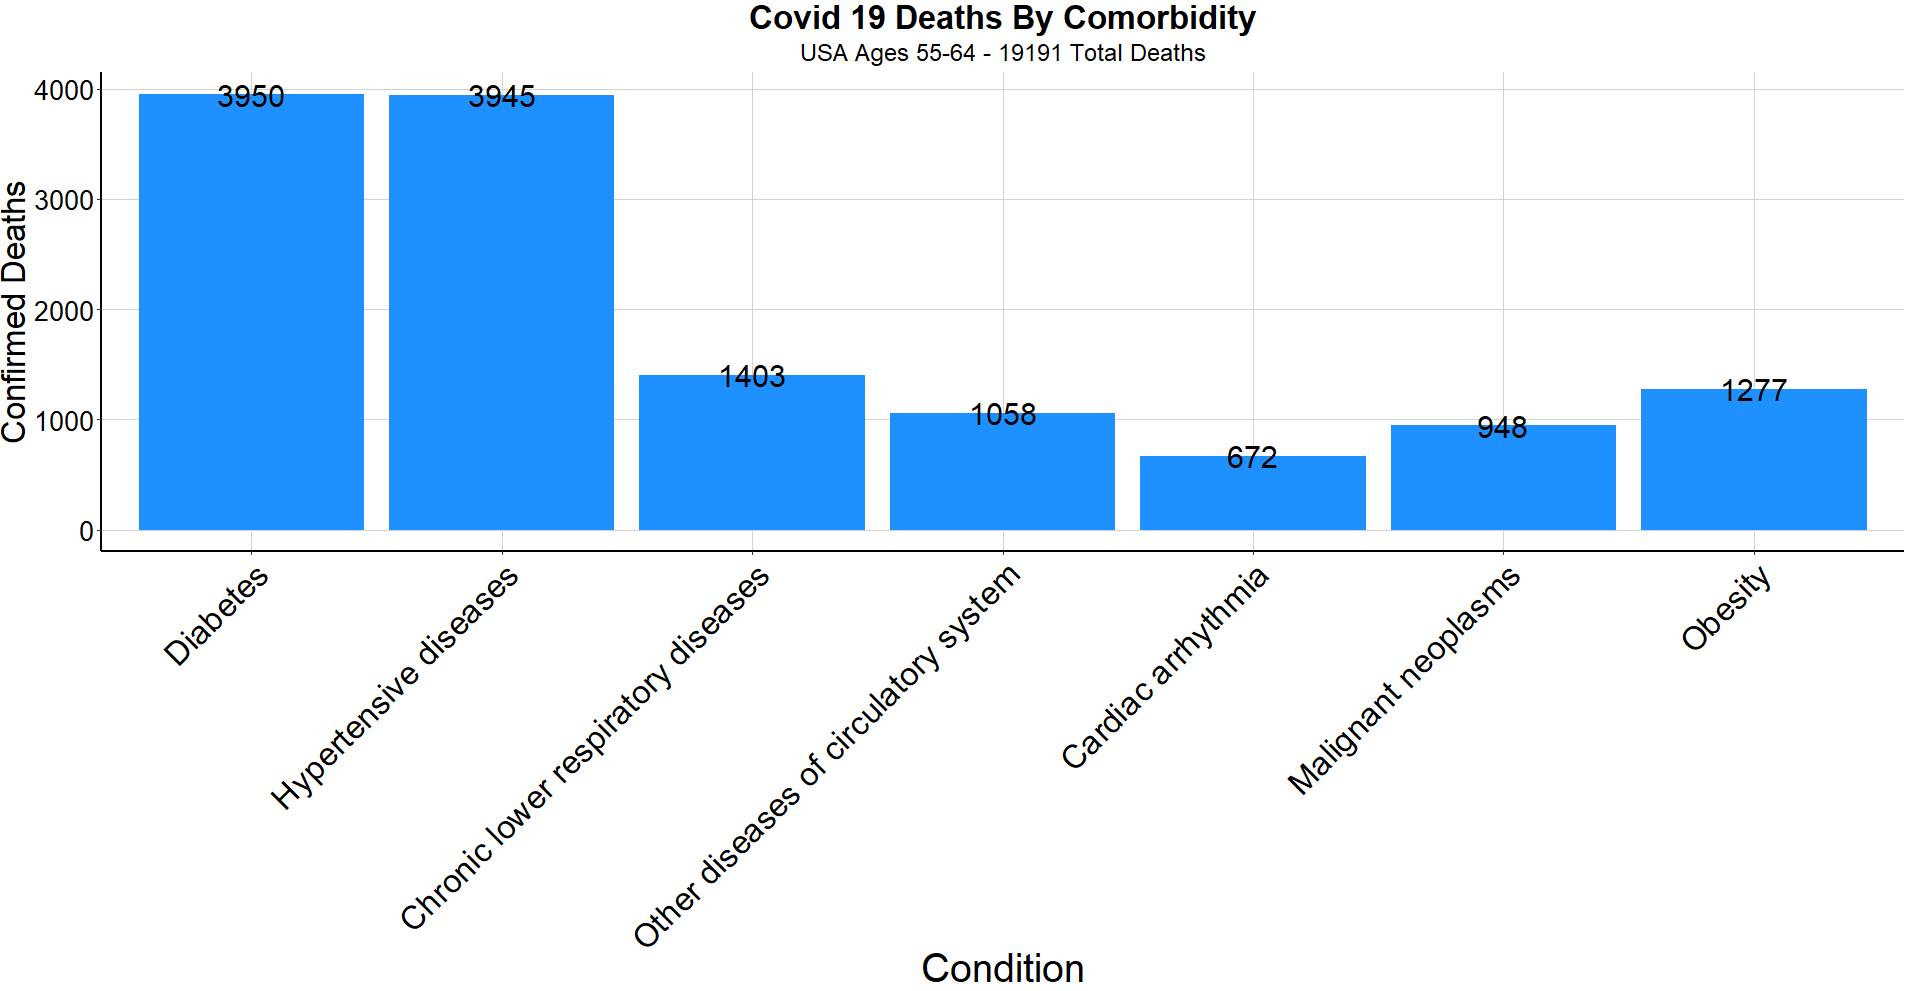 Covid 19 Deaths By Comorbidity
USA Ages 55-64 - 19191 Total Deaths
Confirmed Deaths
4000
3000
2000
1000
0
3950
3945
1403
1058
672
948
1277
Diabetes
Hypertensive diseases
Chronic lower respiratory diseases
Other diseases of circulatory system
Cardiac arrhythmia
Malignant neoplasms
Obesity
Condition